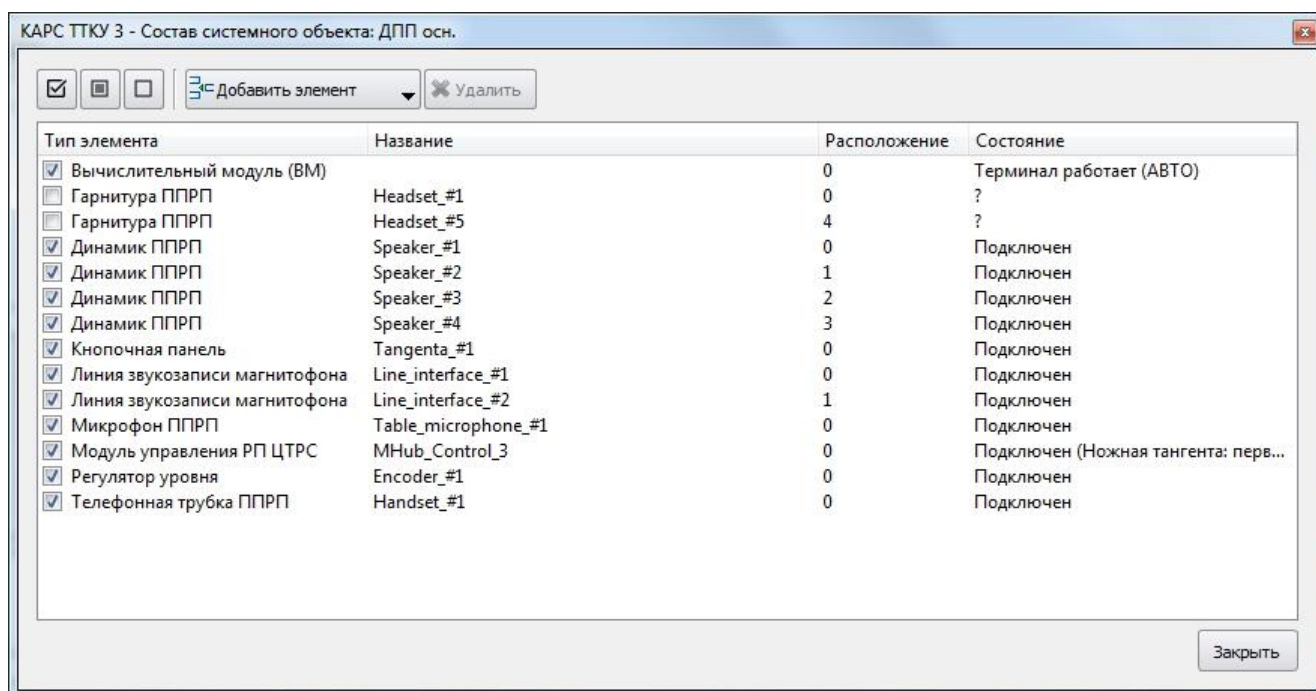 КАРС ТТКУ 3 - Состав системного объекта: ДПП осн.
Добавить элемент Удалить
Тип элемента Название Расположение Состояние
Вычислительный модуль (ВМ) 0 Терминал работает (АВТО)
Гарнитура ППРП Headset_#1 0 ?
Гарнитура ППРП Headset_#5 4 ?
Динамик ППРП Speaker_#1 0 Подключен
Динамик ППРП Speaker_#2 1 Подключен
Динамик ППРП Speaker_#3 2 Подключен
Динамик ППРП Speaker_#4 3 Подключен
Кнопочная панель Tangenta_#1 0 Подключен
Линия звукозаписи магнитофона Line_interface_#1 0 Подключен
Линия звукозаписи магнитофона Line_interface_#2 1 Подключен
Микрофон ППРП Table_microphone_#1 0 Подключен
Модуль управления РП ЦТРС MHub_Control_3 0 Подключен (Ножная тангента: перв...
Регулятор уровня Encoder_#1 0 Подключен
Телефонная трубка ППРП Handset_#1 0 Подключен
Закрыть